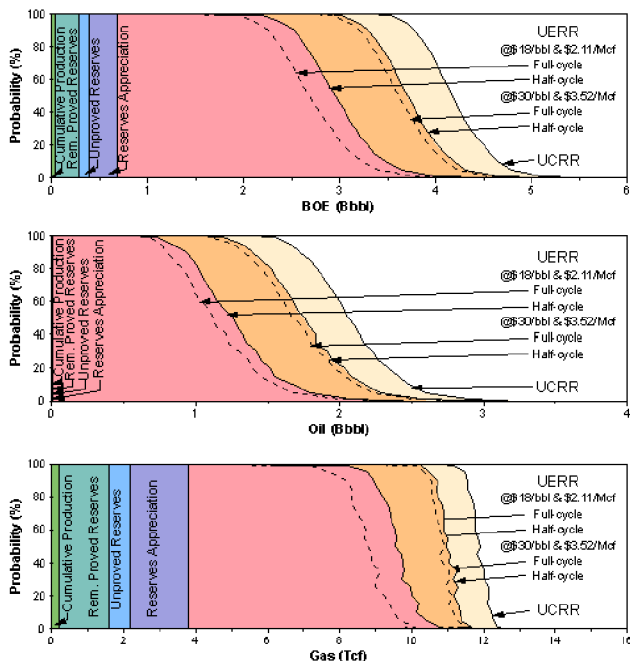 Probability (%)
100
80
60
40
20
0
Cumulative Production
Rem. Proved Reserves
Unproved Reserves
Reserves Appreciation
UERR
@$18/bbl & $2.11/Mcf
Full-cycle
Half-cycle
@$30/bbl & $3.52/Mcf
Full-cycle
Half-cycle
UCRR
0 1 2 3 4 5 6
BOE (Bbbl)
Probability (%)
100
80
60
40
20
0
Cumulative Production
Rem. Proved Reserves
Unproved Reserves
Reserves Appreciation
UERR
@$18/bbl & $2.11/Mcf
Full-cycle
Half-cycle
@$30/bbl & $3.52/Mcf
Full-cycle
Half-cycle
UCRR
0 1 2 3 4
Oil (Bbbl)
Probability (%)
100
80
60
40
20
0
Cumulative Production
Rem. Proved Reserves
Unproved Reserves
Reserves Appreciation
UERR
@$18/bbl & $2.11/Mcf
Full-cycle
Half-cycle
@$30/bbl & $3.52/Mcf
Full-cycle
Half-cycle
UCRR
0 2 4 6 8 10 12 14 16
Gas (Tcf)